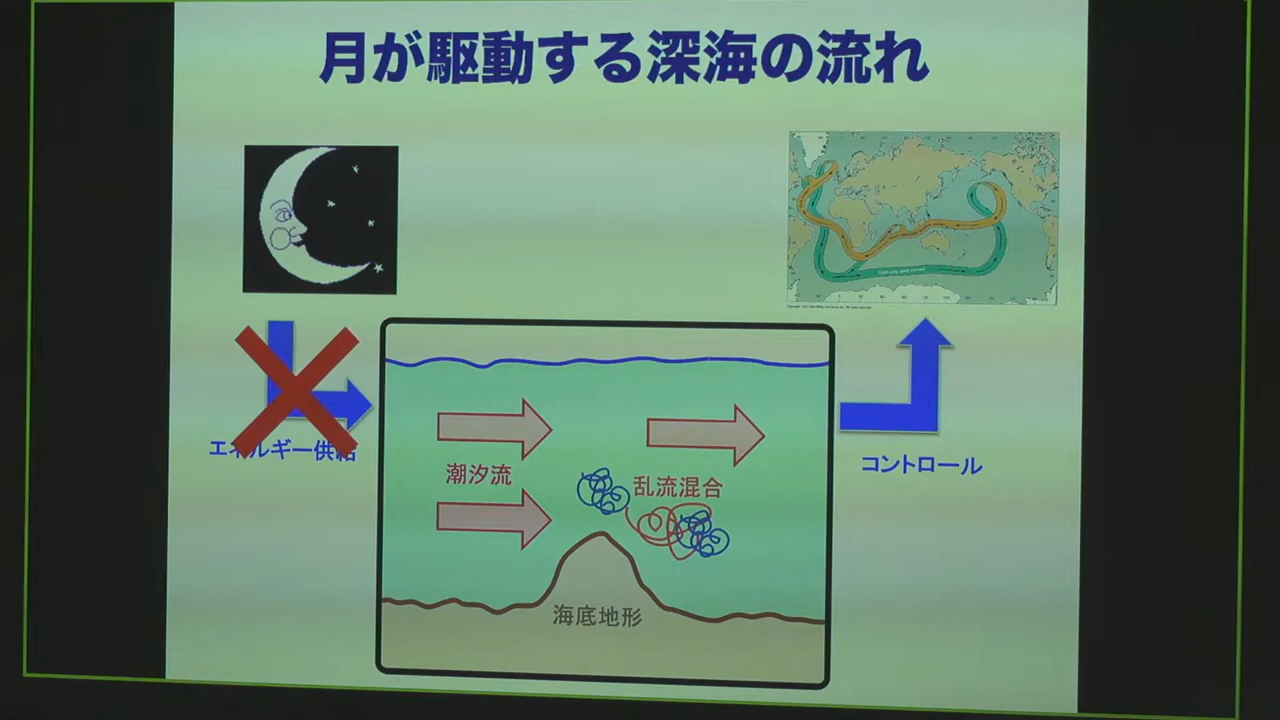 月が駆動する深海の流れ
エネルギー供給
潮汐流
乱流混合
海底地形
コントロール